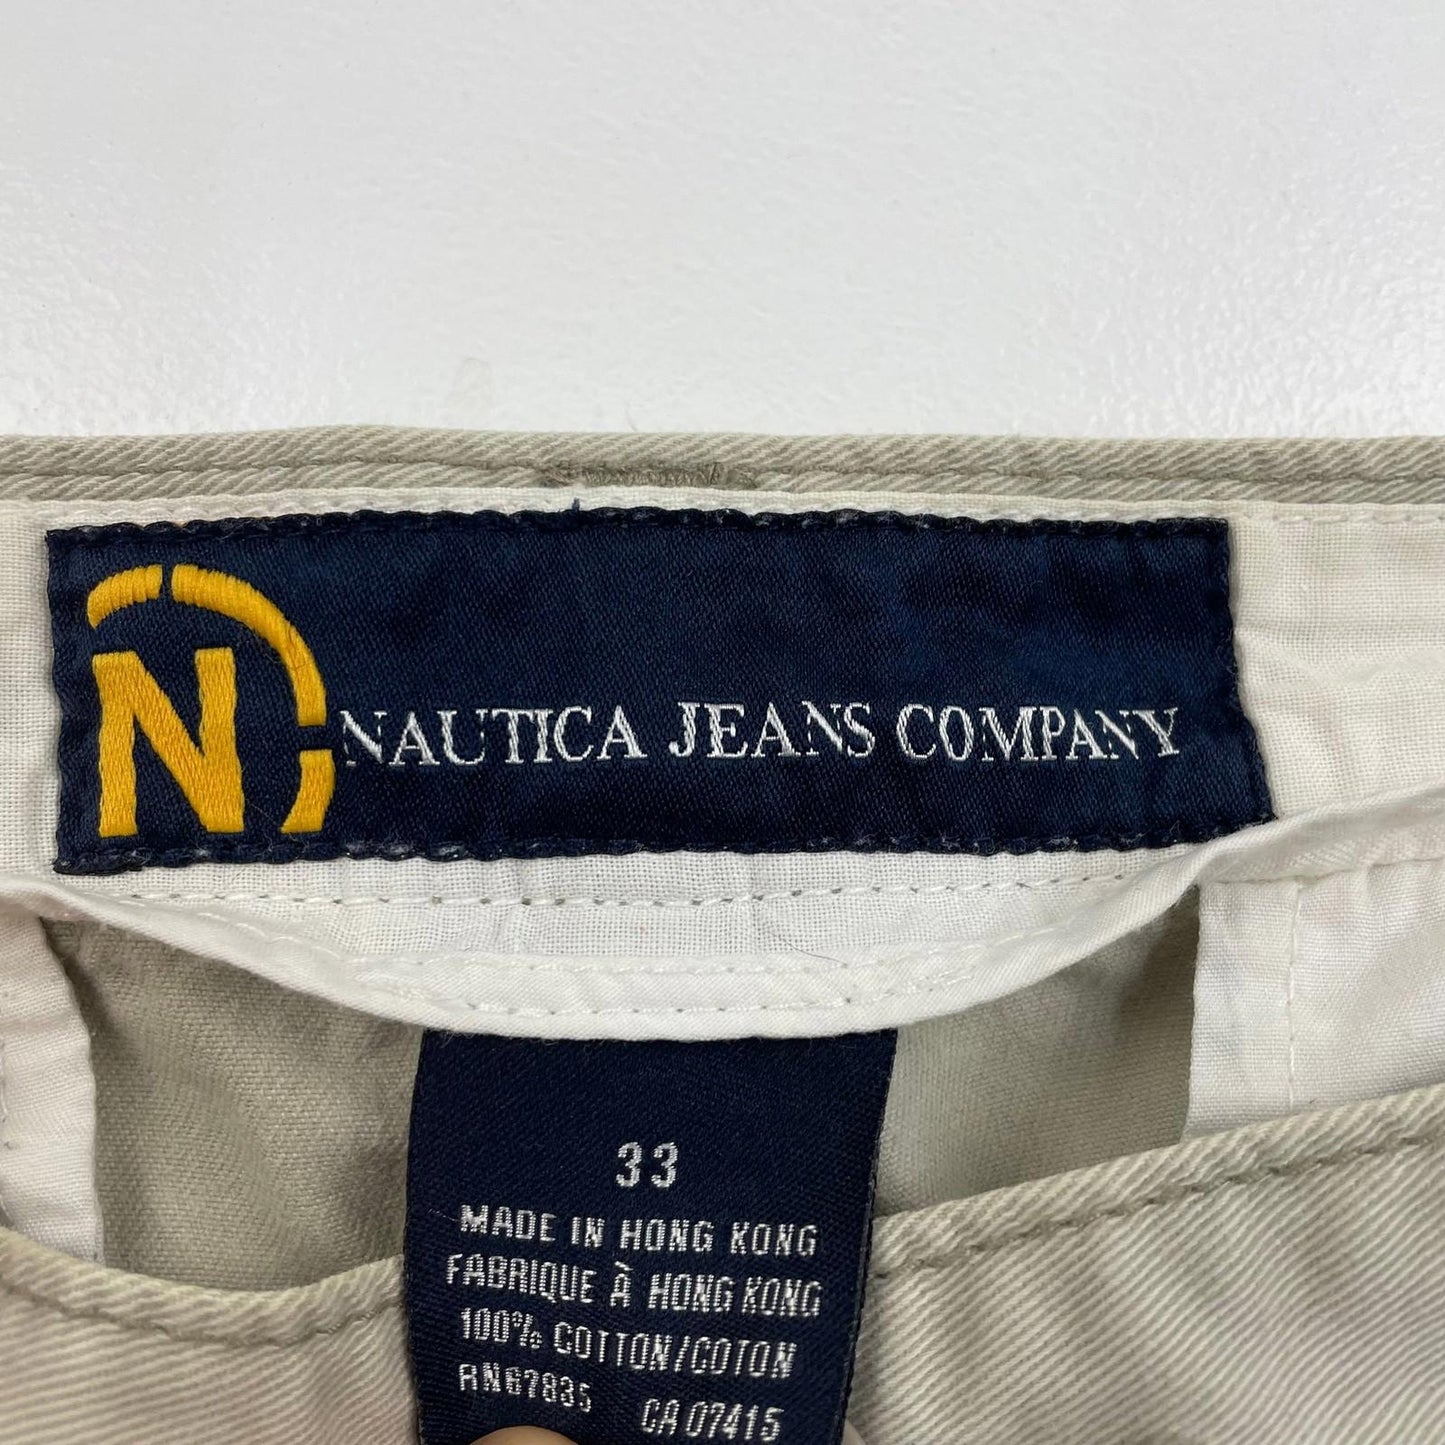 N NAUTICA JEANS COMPANY
33
MADE IN HONG KONG
FABRIQUE À HONG KONG
100% COTTON/COTON
RN67835 CA 07415